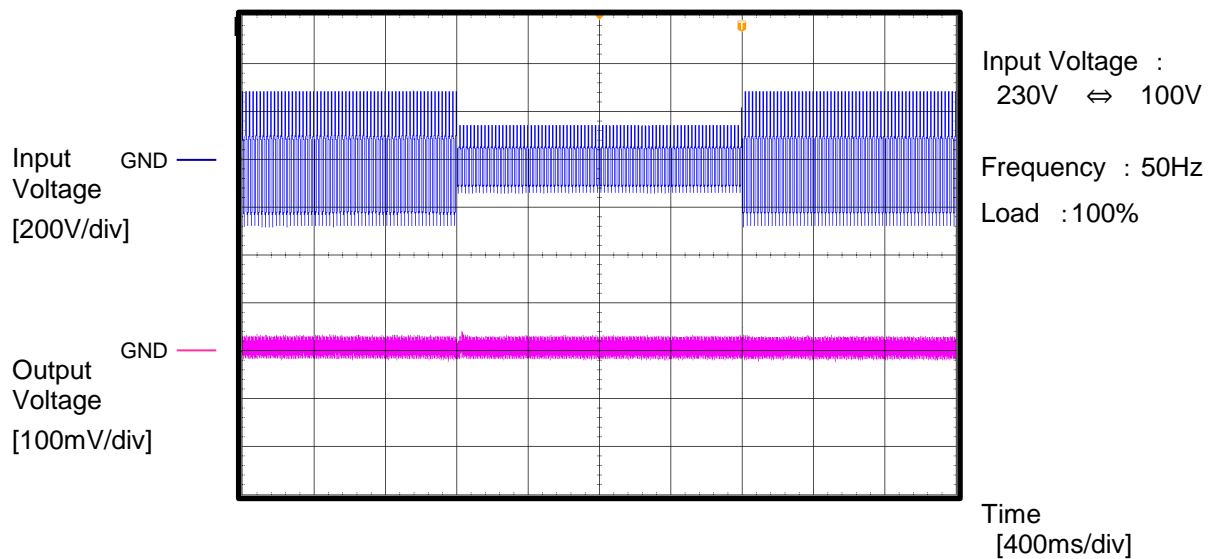 T
Input Voltage :
230V ⇔ 100V
Frequency : 50Hz
Load : 100%
Input
Voltage
[200V/div]
GND
GND
Output
Voltage
[100mV/div]
Time
[400ms/div]